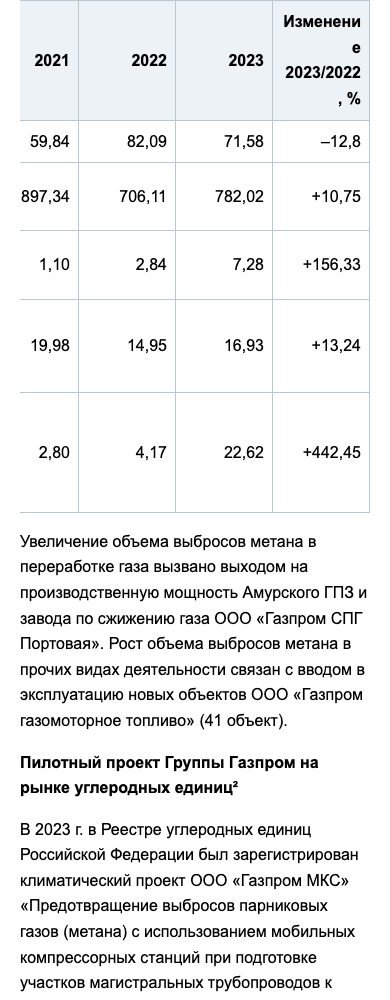 2021 2022 2023 Изменени
е
2023/2022
, %
59,84 82,09 71,58 –12,8
897,34 706,11 782,02 +10,75
1,10 2,84 7,28 +156,33
19,98 14,95 16,93 +13,24
2,80 4,17 22,62 +442,45
Увеличение объема выбросов метана в
переработке газа вызвано выходом на
производственную мощность Амурского ГПЗ и
завода по сжижению газа ООО «Газпром СПГ
Портовая». Рост объема выбросов метана в
прочих видах деятельности связан с вводом в
эксплуатацию новых объектов ООО «Газпром
газомоторное топливо» (41 объект).
Пилотный проект Группы Газпром на
рынке углеродных единиц²
В 2023 г. в Реестре углеродных единиц
Российской Федерации был зарегистрирован
климатический проект ООО «Газпром МКС»
«Предотвращение выбросов парниковых
газов (метана) с использованием мобильных
компрессорных станций при подготовке
участков магистральных трубопроводов к